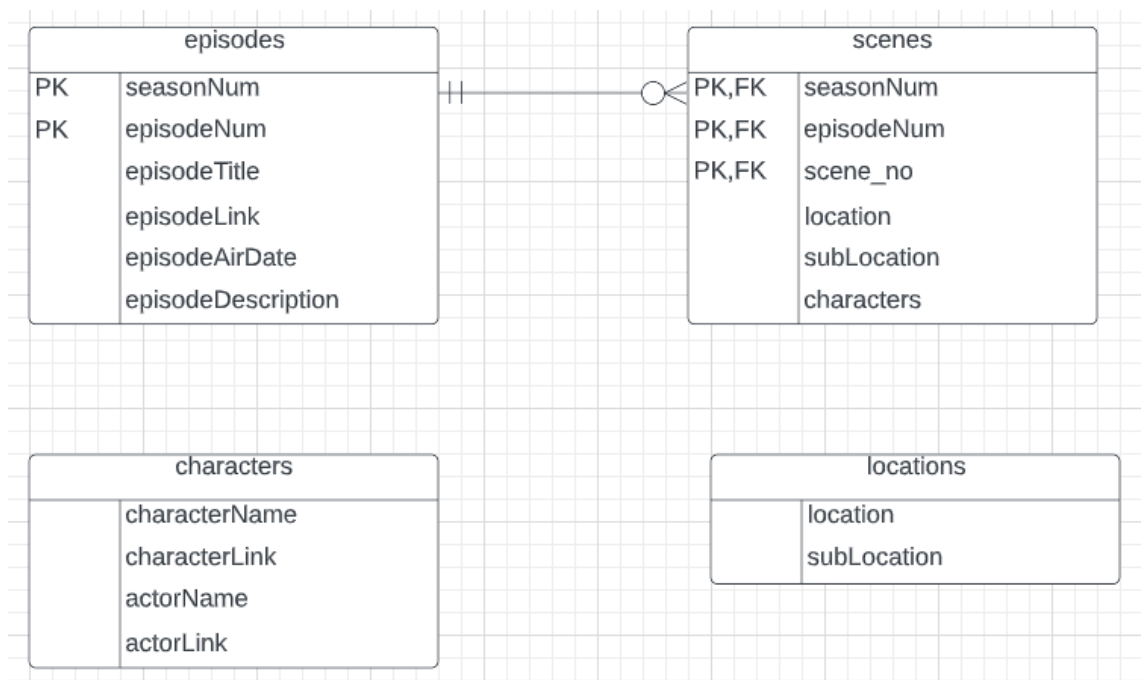 episodes
PK seasonNum
PK episodeNum
episodeTitle
episodeLink
episodeAirDate
episodeDescription
scenes
PK,FK seasonNum
PK,FK episodeNum
PK,FK scene_no
location
subLocation
characters
characters
characterName
characterLink
actorName
actorLink
locations
location
subLocation